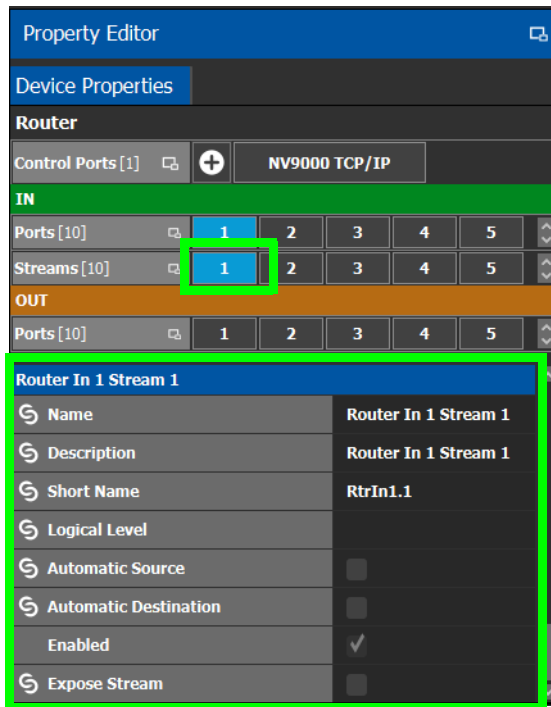 Property Editor
Device Properties
Router
Control Ports [1] NV9000 TCP/IP
IN
Ports [10] 1 2 3 4 5
Streams [10] 1 2 3 4 5
OUT
Ports [10] 1 2 3 4 5
Router In 1 Stream 1
Name Router In 1 Stream 1
Description Router In 1 Stream 1
Short Name RtrIn1.1
Logical Level
Automatic Source
Automatic Destination
Enabled
Expose Stream